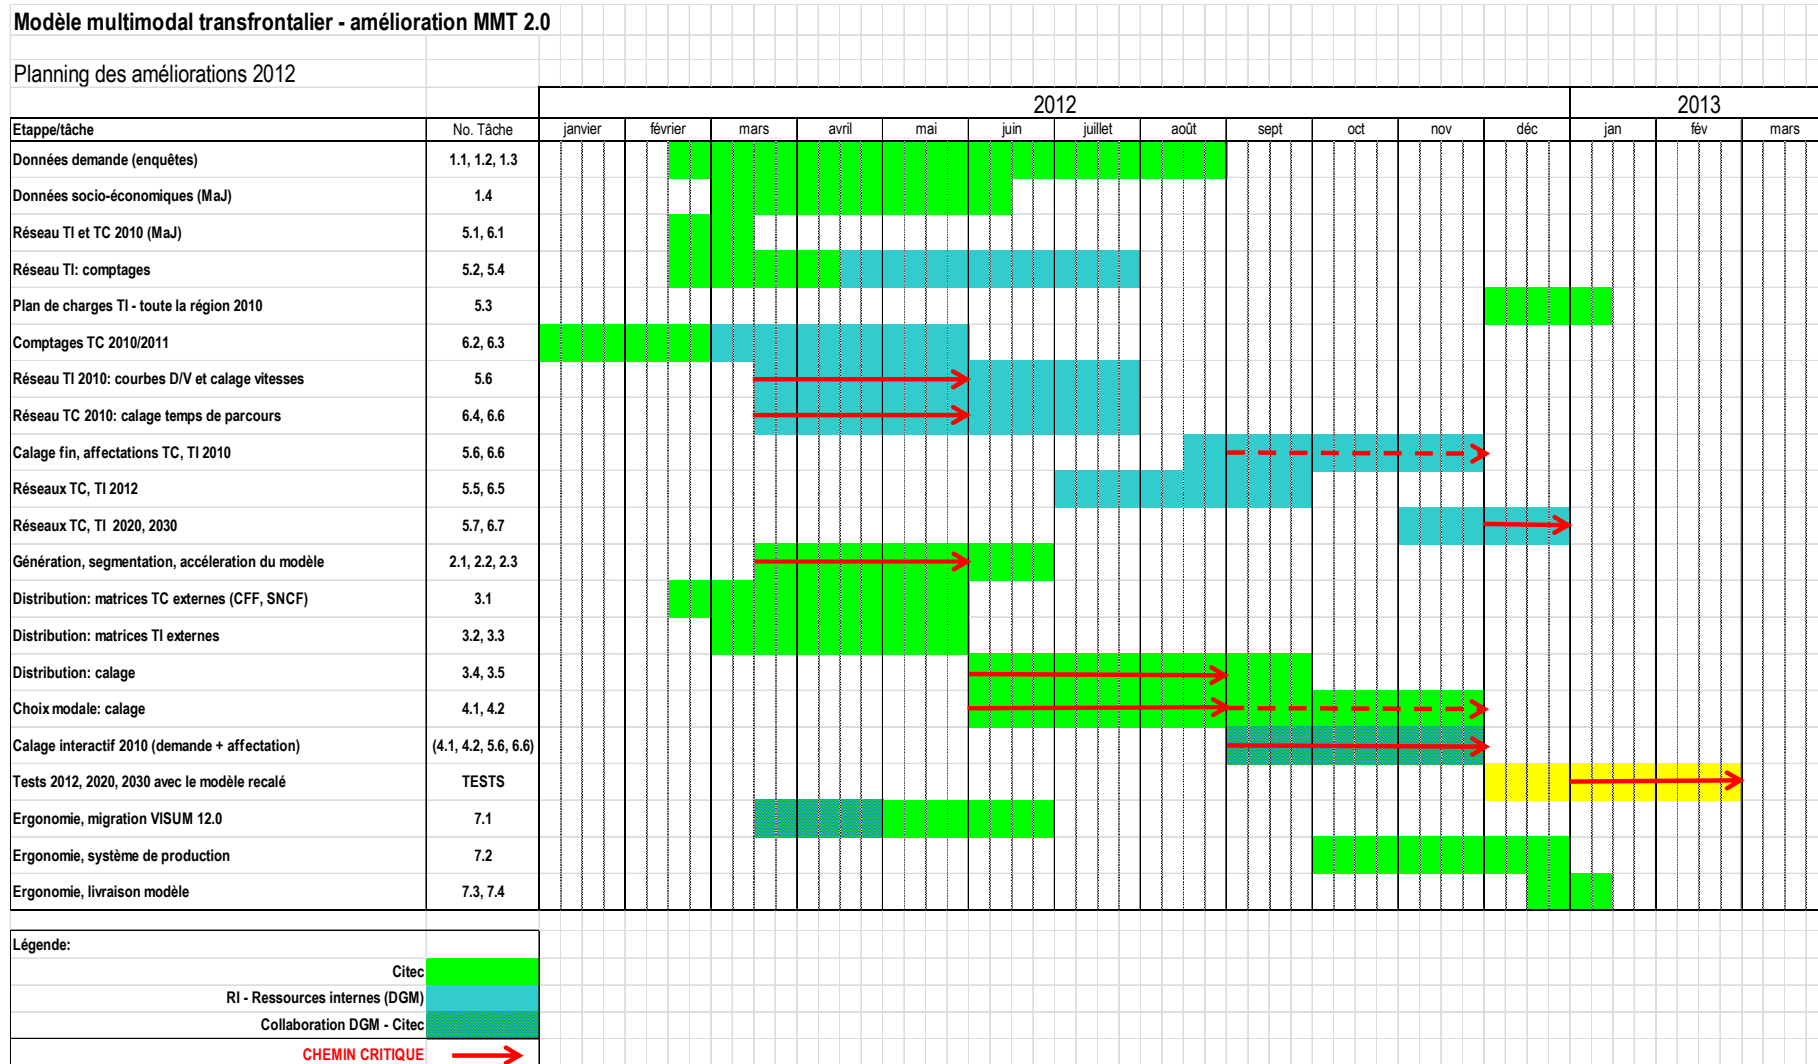 Modèle multimodal transfrontalier - amélioration MMT 2.0
Planning des améliorations 2012
2012 2013
Etappe/tâche No. Tâche janvier février mars avril mai juin juillet août sept oct nov déc jan fév mars
Données demande (enquêtes) 1.1, 1.2, 1.3
Données socio-économiques (MaJ) 1.4
Réseau TI et TC 2010 (MaJ) 5.1, 6.1
Réseau TI: comptages 5.2, 5.4
Plan de charges TI - toute la région 2010 5.3
Comptages TC 2010/2011 6.2, 6.3
Réseau TI 2010: courbes D/V et calage vitesses 5.6
Réseau TC 2010: calage temps de parcours 6.4, 6.6
Calage fin, affectations TC, TI 2010 5.6, 6.6
Réseaux TC, TI 2012 5.5, 6.5
Réseaux TC, TI 2020, 2030 5.7, 6.7
Génération, segmentation, accéleration du modèle 2.1, 2.2, 2.3
Distribution: matrices TC externes (CFF, SNCF) 3.1
Distribution: matrices TI externes 3.2, 3.3
Distribution: calage 3.4, 3.5
Choix modale: calage 4.1, 4.2
Calage interactif 2010 (demande + affectation) (4.1, 4.2, 5.6, 6.6)
Tests 2012, 2020, 2030 avec le modèle recalé TESTS
Ergonomie, migration VISUM 12.0 7.1
Ergonomie, système de production 7.2
Ergonomie, livraison modèle 7.3, 7.4
Légende:
Citec
RI - Ressources internes (DGM)
Collaboration DGM - Citec
CHEMIN CRITIQUE